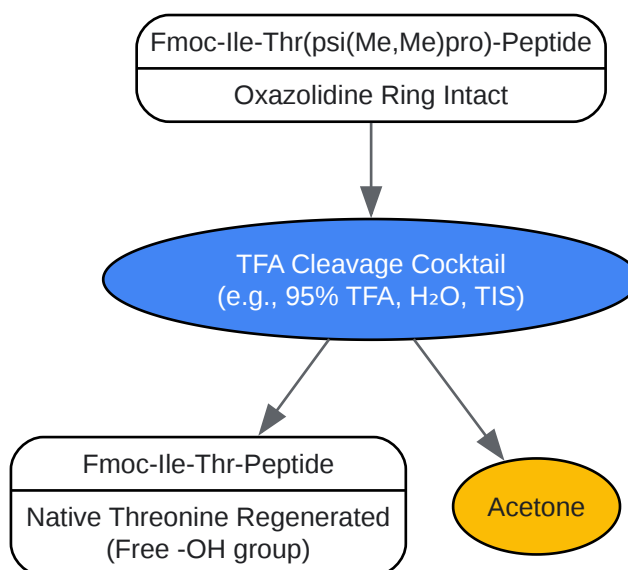 Fmoc-Ile-Thr(psi(Me,Me)pro)-Peptide
Oxazolidine Ring Intact
TFA Cleavage Cocktail
(e.g., 95% TFA, H₂O, TIS)
Fmoc-Ile-Thr-Peptide
Native Threonine Regenerated
(Free -OH group)
Acetone